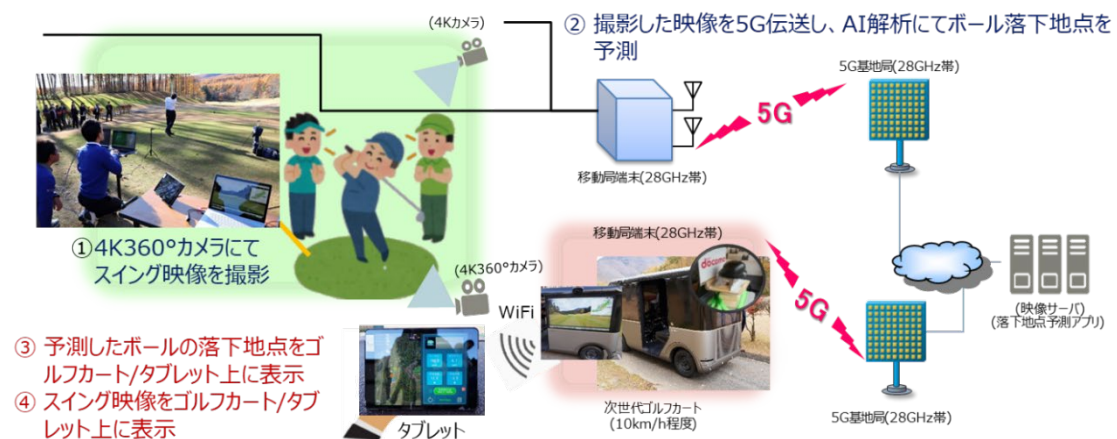 (4Kカメラ)
② 撮影した映像を5G伝送し、AI解析にてボール落下地点を
予測
5G基地局(28GHz帯)
5G
移動局端末(28GHz帯)
①4K360°カメラにて
スイング映像を撮影
(4K360°カメラ)
移動局端末(28GHz帯)
docomo
5G
WiFi
(映像サーバ)
(落下地点予測アプリ)
③ 予測したボールの落下地点をゴ
ルフカート/タブレット上に表示
④ スイング映像をゴルフカート/タブ
レット上に表示
タブレット
次世代ゴルフカート
(10km/h程度)
5G基地局(28GHz帯)